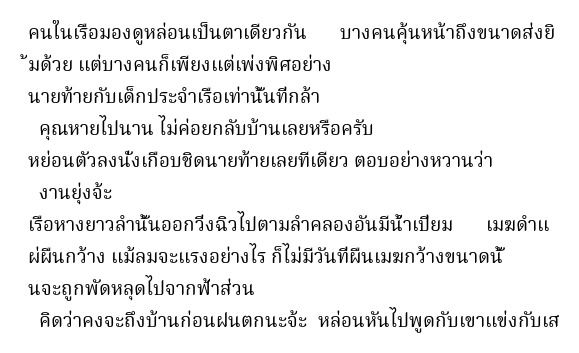 คนในเรือมองดูหล่อนเป็นตาเดียวกัน   บางคนคุ้นหน้าถึงขนาดส่งยิ
้มด้วย แต่บางคนก็เพียงแต่เพ่งพิศอย่าง
นายท้ายกับเด็กประจำเรือเท่านั้นที่กล้า
 คุณหายไปนาน ไม่ค่อยกลับบ้านเลยหรือครับ
หย่อนตัวลงนั่งเกือบชิดนายท้ายเลยทีเดียว ตอบอย่างหวานว่า
 งานยุ่งจ้ะ
เรือหางยาวลำนั้นออกวิ่งฉิวไปตามลำคลองอันมีน้ำเปี่ยม   เมฆดำแ
ผ่ผืนกว้าง แม้ลมจะแรงอย่างไร ก็ไม่มีวันที่ผืนเมฆกว้างขนาดนี้
นจะถูกพัดหลุดไปจากฟ้าส่วน
 คิดว่าคงจะถึงบ้านก่อนฝนตกนะจ้ะ  หล่อนหันไปพูดกับเขาแข่งกับเส